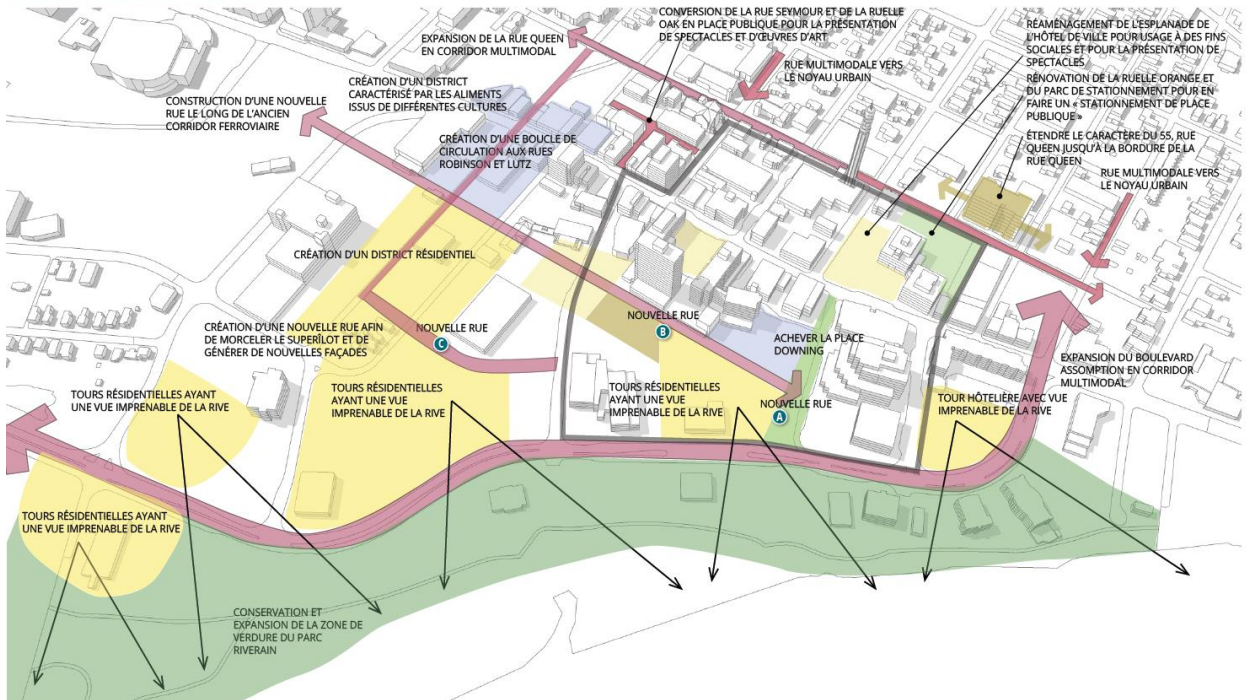 CONVERSION DE LA RUE SEYMOUR ET DE LA RUELLE
OAK EN PLACE PUBLIQUE POUR LA PRÉSENTATION
DE SPECTACLES ET D'ŒUVRES D'ART
RÉAMÉNAGEMENT DE L'ESPLANADE DE
L'HÔTEL DE VILLE POUR USAGE À DES FINS
SOCIALES ET POUR LA PRÉSENTATION DE
SPECTACLES
EXPANSION DE LA RUE QUEEN
EN CORRIDOR MULTIMODAL
RUE MULTIMODALE VERS
LE NOYAU URBAIN
CRÉATION D'UN DISTRICT
CARACTÉRISÉ PAR LES ALIMENTS
ISSUS DE DIFFÉRENTES CULTURES
RÉNOVATION DE LA RUELLE ORANGE ET
DU PARC DE STATIONNEMENT POUR EN
FAIRE UN « STATIONNEMENT DE PLACE
PUBLIQUE »
CONSTRUCTION D'UNE NOUVELLE
RUE LE LONG DE L'ANCIEN
CORRIDOR FERROVIAIRE
CRÉATION D'UNE BOUCLE DE
CIRCULATION AUX RUES
ROBINSON ET LUTZ
ÉTENDRE LE CARACTÈRE DU 55, RUE
QUEEN JUSQU'À LA BORDURE DE LA
RUE QUEEN
RUE MULTIMODALE VERS
LE NOYAU URBAIN
CRÉATION D'UN DISTRICT RÉSIDENTIEL
CRÉATION D'UNE NOUVELLE RUE AFIN
DE MORCELER LE SUPERÎLOT ET DE
GÉNÉRER DE NOUVELLES FAÇADES
NOUVELLE RUE
C
NOUVELLE RUE
B
ACHEVER LA PLACE
DOWNING
EXPANSION DU BOULEVARD
ASSOMPTION EN CORRIDOR
MULTIMODAL
TOURS RÉSIDENTIELLES AYANT
UNE VUE IMPRENABLE DE LA RIVE
TOURS RÉSIDENTIELLES
AYANT UNE VUE
IMPRENABLE DE LA RIVE
TOURS RÉSIDENTIELLES
AYANT UNE VUE
IMPRENABLE DE LA RIVE
NOUVELLE RUE
A
TOUR HÔTELIÈRE AVEC VUE
IMPRENABLE DE LA RIVE
TOURS RÉSIDENTIELLES AYANT
UNE VUE IMPRENABLE DE LA RIVE
CONSERVATION ET
EXPANSION DE LA ZONE DE
VERDURE DU PARC
RIVERAIN